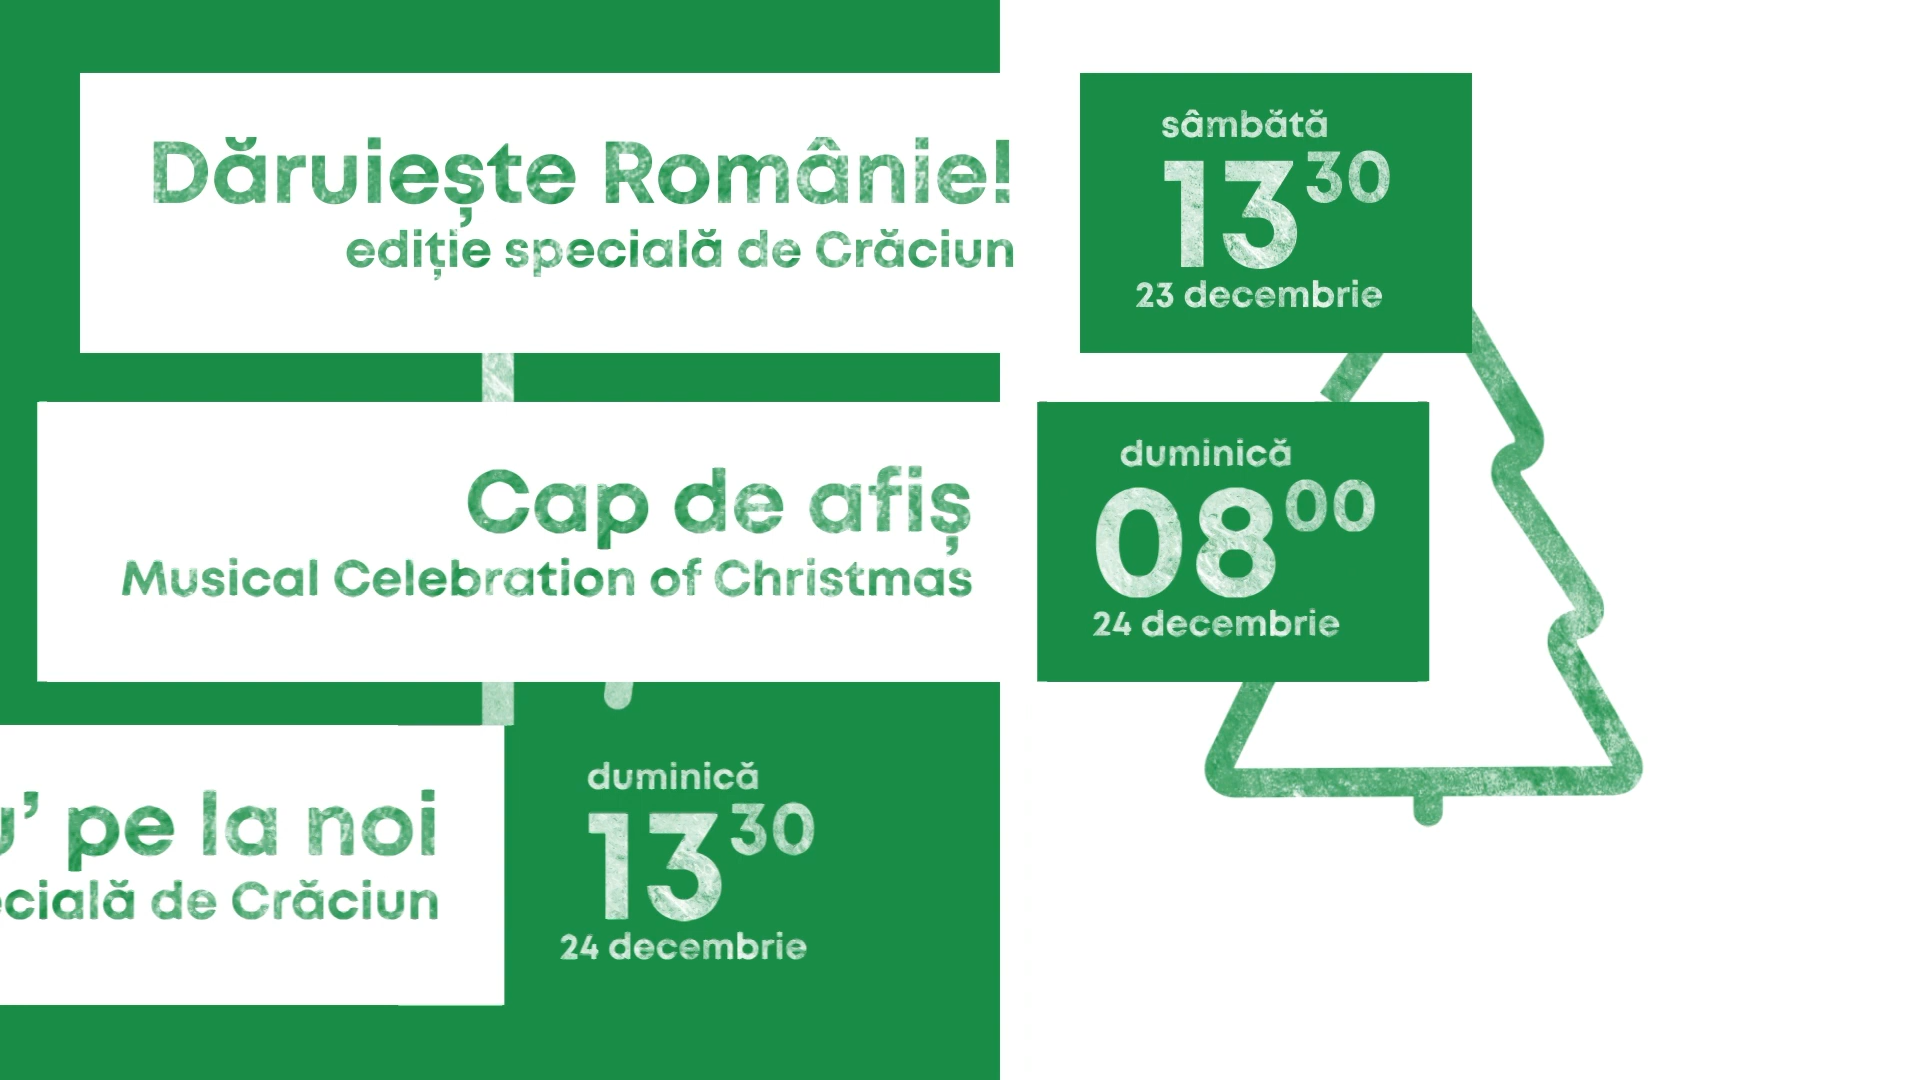 Dăruiește Românie!
ediție specială de Crăciun
sâmbătă
13³⁰
23 decembrie
Cap de afiș
Musical Celebration of Christmas
duminică
08⁰⁰
24 decembrie
pe la noi
de Crăciun
duminică
13³⁰
24 decembrie